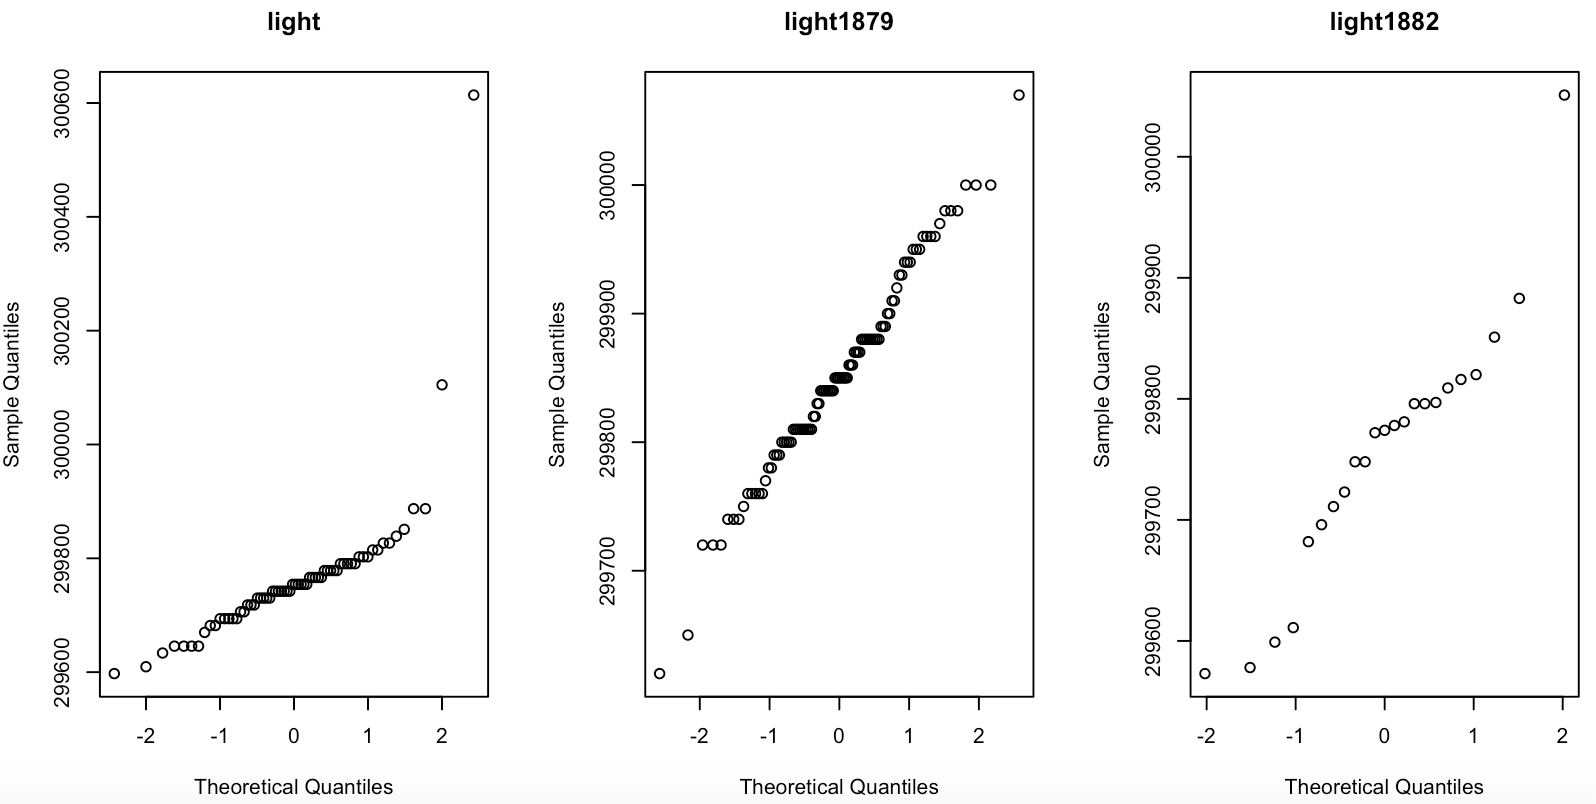 light
Sample Quantiles
300600
300400
300200
300000
299800
299600
-2 -1 0 1 2
Theoretical Quantiles
light1879
Sample Quantiles
300000
299900
299800
299700
-2 -1 0 1 2
Theoretical Quantiles
light1882
Sample Quantiles
300000
299900
299800
299700
299600
-2 -1 0 1 2
Theoretical Quantiles